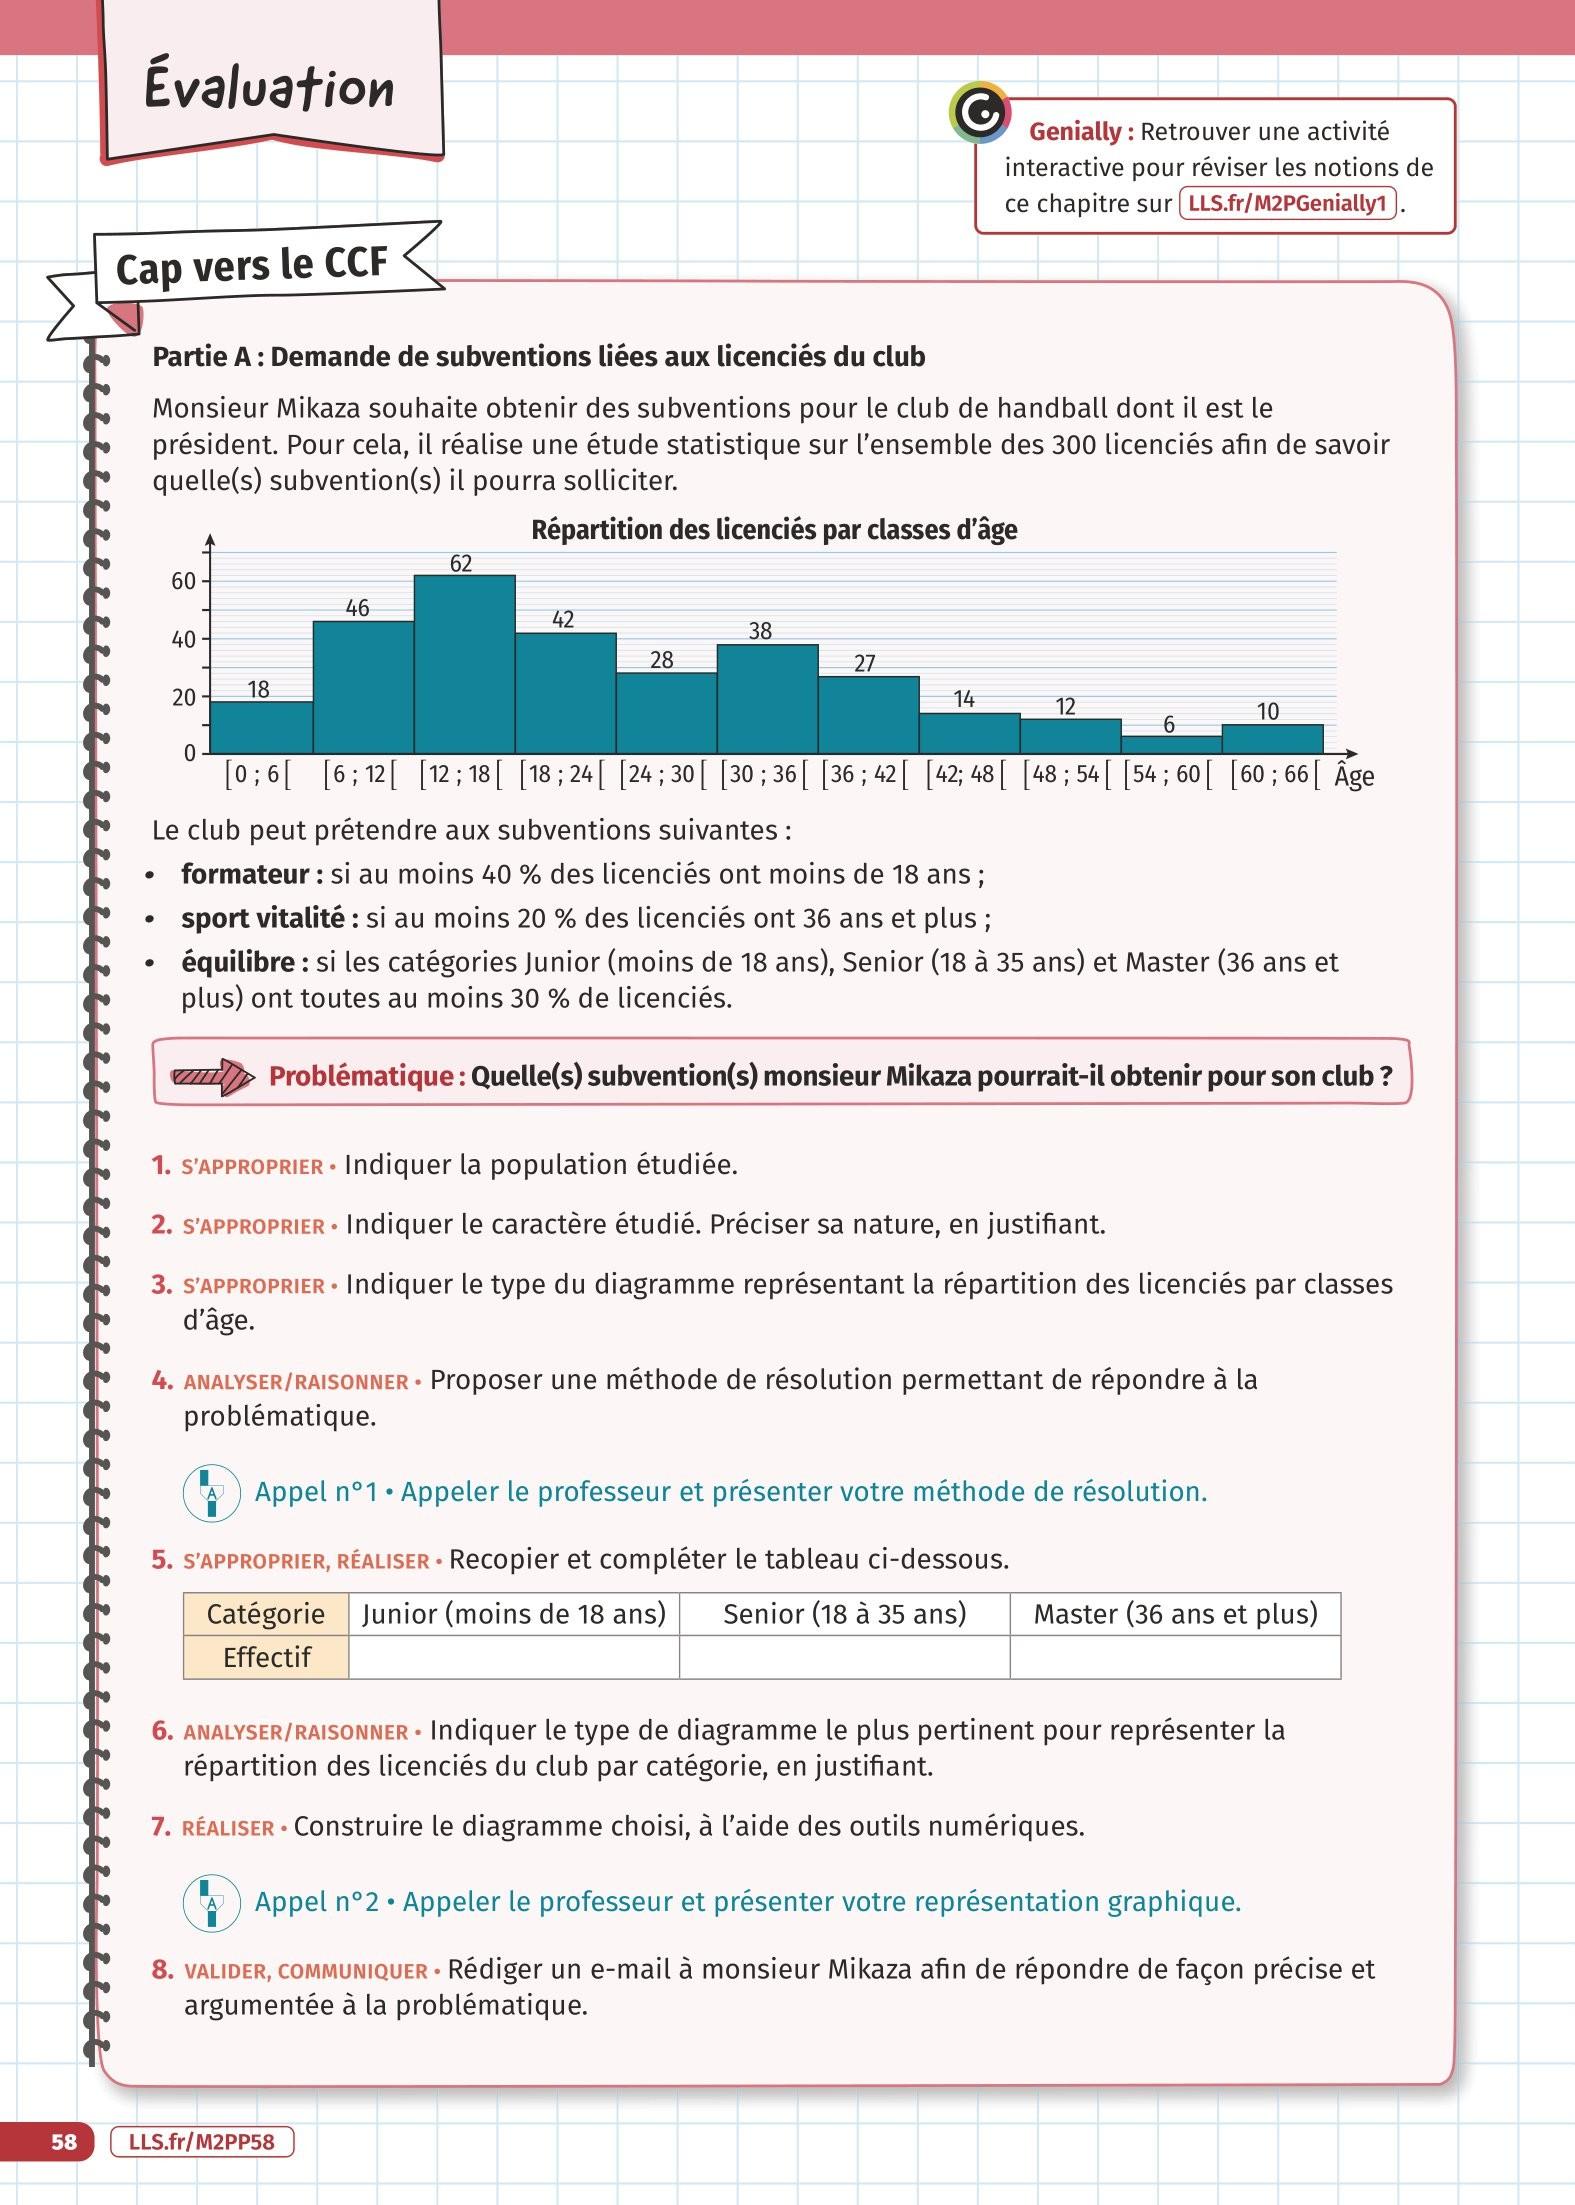 Évaluation
Genially : Retrouver une activité
interactive pour réviser les notions de
ce chapitre sur LLS.fr/M2PGenially1 .
Cap vers le CCF
Partie A : Demande de subventions liées aux licenciés du club
Monsieur Mikaza souhaite obtenir des subventions pour le club de handball dont il est le
président. Pour cela, il réalise une étude statistique sur l’ensemble des 300 licenciés afin de savoir
quelle(s) subvention(s) il pourra solliciter.
Répartition des licenciés par classes d’âge
60
40
20
0
18
46
62
42
28
38
27
14
12
6
10
[ 0 ; 6 [ [ 6 ; 12 [ [ 12 ; 18 [ [ 18 ; 24 [ [ 24 ; 30 [ [ 30 ; 36 [ [ 36 ; 42 [ [ 42; 48 [ [ 48 ; 54 [ [ 54 ; 60 [ [ 60 ; 66 [ Âge
Le club peut prétendre aux subventions suivantes :
• formateur : si au moins 40 % des licenciés ont moins de 18 ans ;
• sport vitalité : si au moins 20 % des licenciés ont 36 ans et plus ;
• équilibre : si les catégories Junior (moins de 18 ans), Senior (18 à 35 ans) et Master (36 ans et
plus) ont toutes au moins 30 % de licenciés.
Problématique : Quelle(s) subvention(s) monsieur Mikaza pourrait-il obtenir pour son club ?
1. S’APPROPRIER • Indiquer la population étudiée.
2. S’APPROPRIER • Indiquer le caractère étudié. Préciser sa nature, en justifiant.
3. S’APPROPRIER • Indiquer le type du diagramme représentant la répartition des licenciés par classes
d’âge.
4. ANALYSER/RAISONNER • Proposer une méthode de résolution permettant de répondre à la
problématique.
A
Appel n°1 • Appeler le professeur et présenter votre méthode de résolution.
5. S’APPROPRIER, RÉALISER • Recopier et compléter le tableau ci-dessous.
Catégorie Junior (moins de 18 ans) Senior (18 à 35 ans) Master (36 ans et plus)
Effectif
6. ANALYSER/RAISONNER • Indiquer le type de diagramme le plus pertinent pour représenter la
répartition des licenciés du club par catégorie, en justifiant.
7. RÉALISER • Construire le diagramme choisi, à l’aide des outils numériques.
A
Appel n°2 • Appeler le professeur et présenter votre représentation graphique.
8. VALIDER, COMMUNIQUER • Rédiger un e-mail à monsieur Mikaza afin de répondre de façon précise et
argumentée à la problématique.
58 LLS.fr/M2PP58